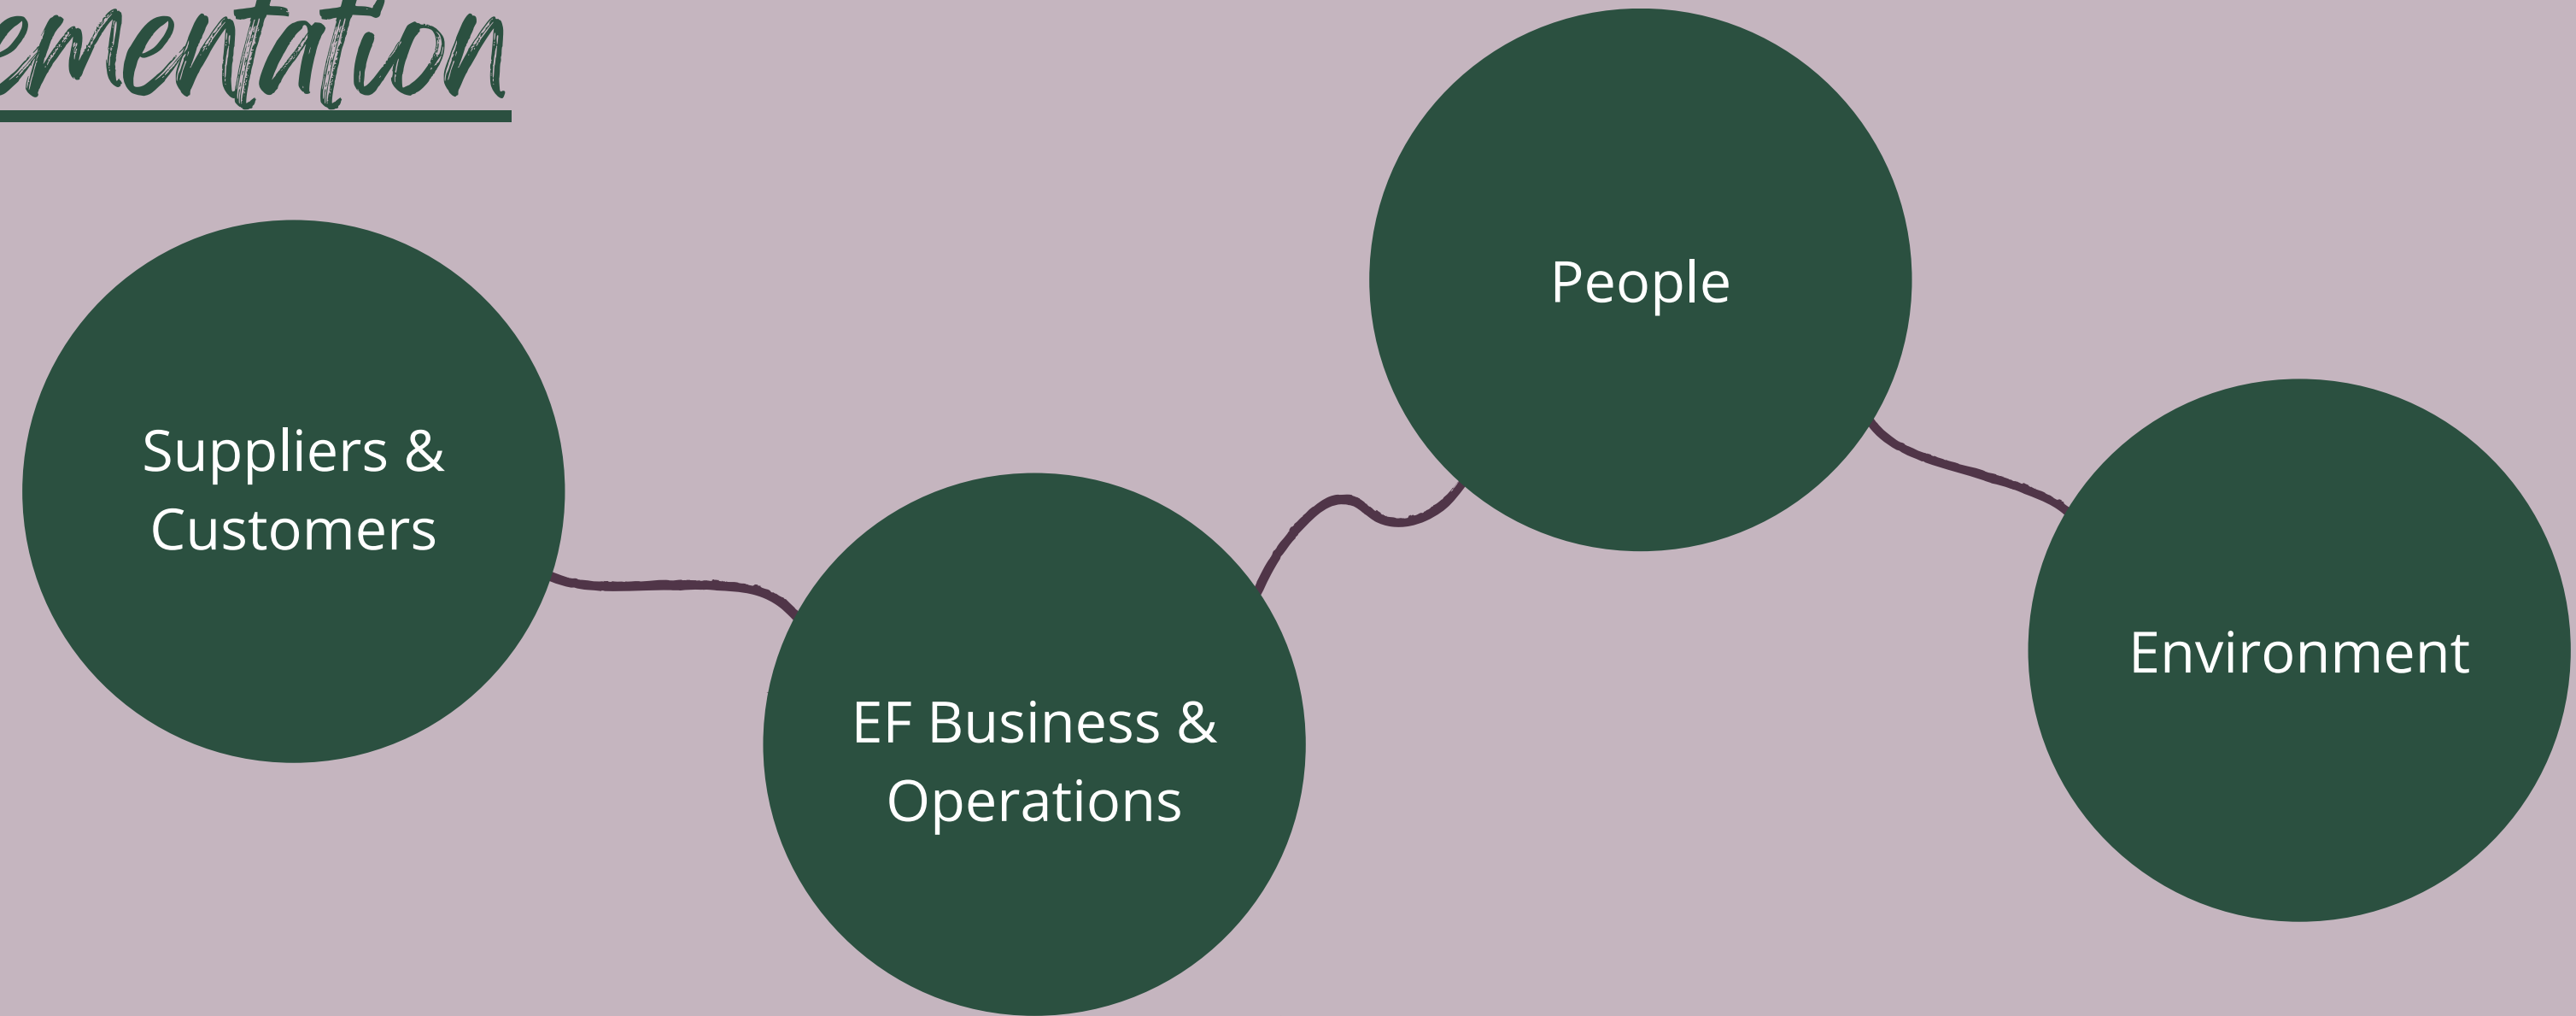 ementation
Suppliers &
Customers
EF Business &
Operations
People
Environment